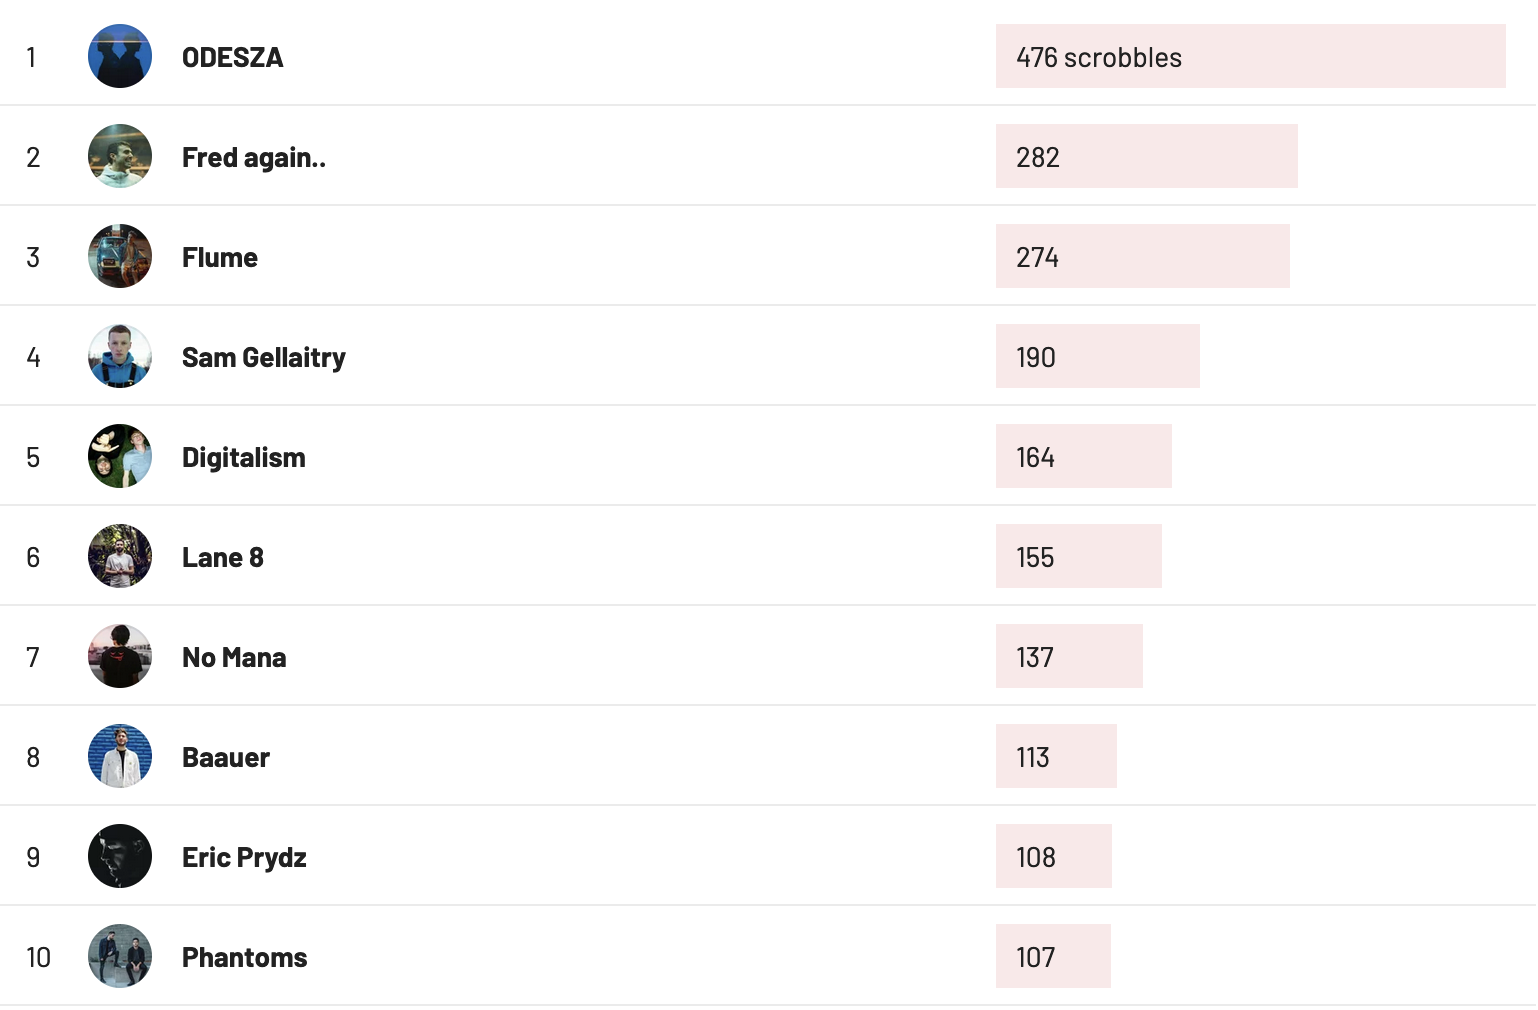 1 ODESZA 476 scrobbles
2 Fred again.. 282
3 Flume 274
4 Sam Gellaitry 190
5 Digitalism 164
6 Lane 8 155
7 No Mana 137
8 Baauer 113
9 Eric Prydz 108
10 Phantoms 107